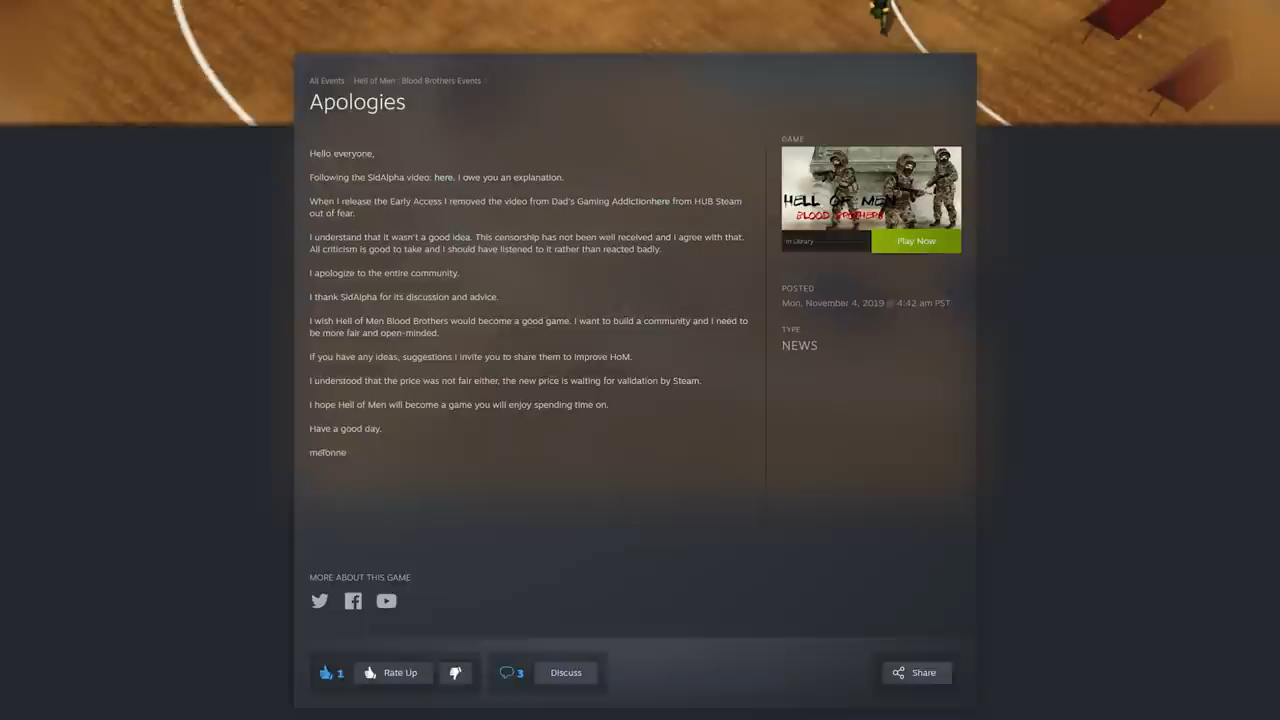 All Events
Hell of Men : Blood Brothers Events
Apologies
Hello everyone,
Following the SidAlpha video: here. I owe you an explanation.
When I release the Early Access I removed the video from Dad's Gaming Addictionhere from HUB Steam
out of fear.
I understand that it wasn't a good idea. This censorship has not been well received and I agree with that.
All criticism is good to take and I should have listened to it rather than reacted badly.
I apologize to the entire community.
I thank SidAlpha for its discussion and advice.
I wish Hell of Men Blood Brothers would become a good game. I want to build a community and I need to
be more fair and open-minded.
If you have any ideas, suggestions I invite you to share them to improve HoM.
I understood that the price was not fair either, the new price is waiting for validation by Steam.
I hope Hell of Men will become a game you will enjoy spending time on.
Have a good day.
meTonne
GAME
HELL OF MEN
BLOOD BROTHERS
In Library
Play Now
POSTED
Mon, November 4, 2019 @ 4:42 am PST
TYPE
NEWS
MORE ABOUT THIS GAME
1
Rate Up
3
Discuss
Share